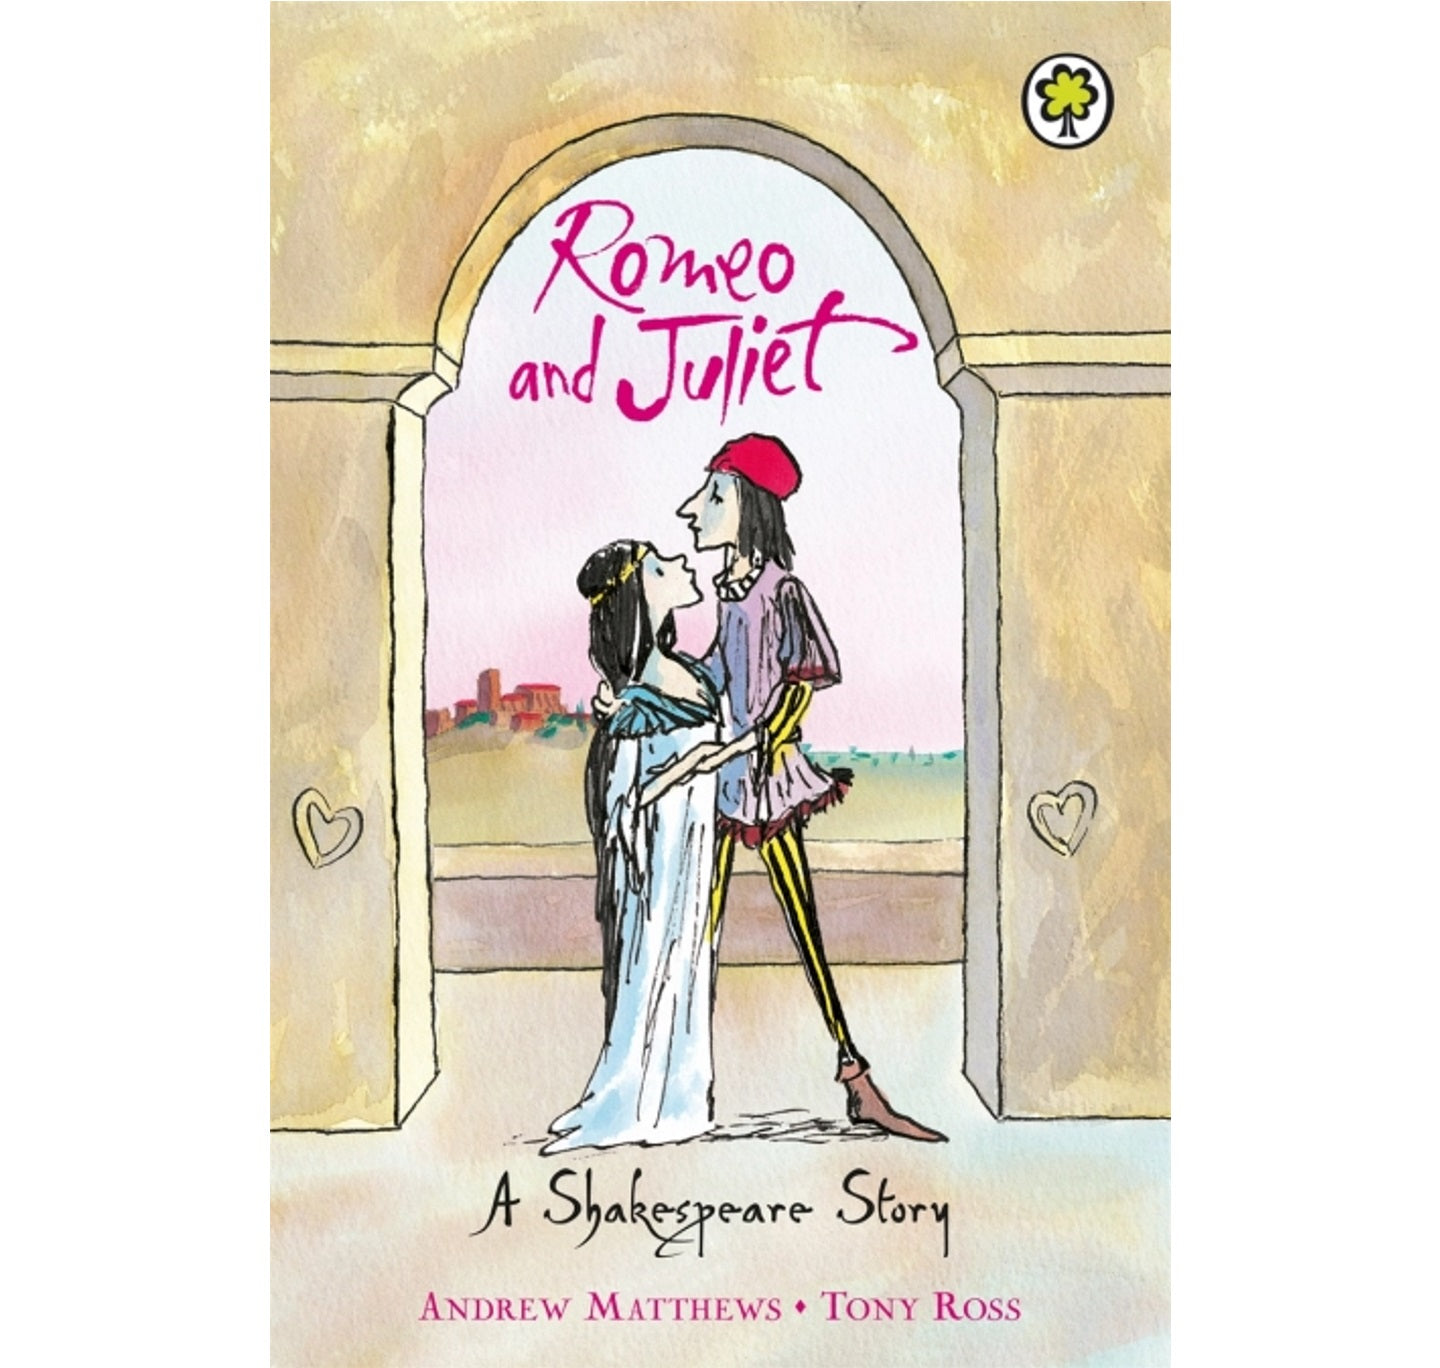 Romeo
and Juliet
A Shakespeare Story
ANDREW MATTHEWS • TONY ROSS